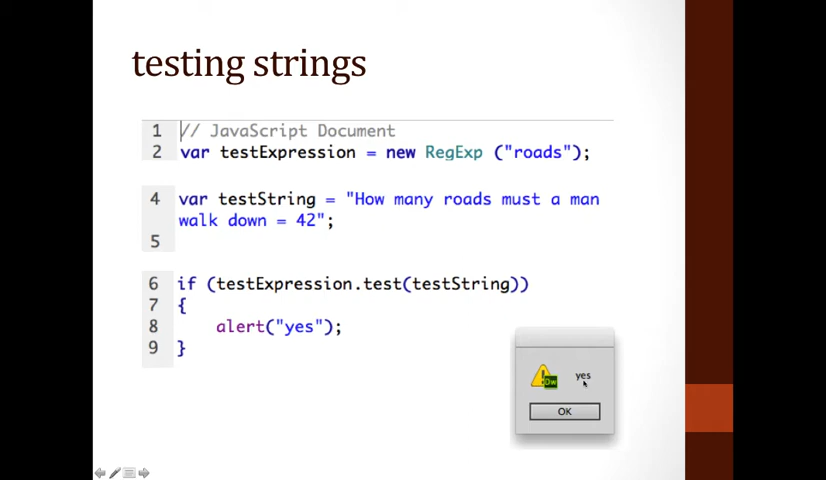 testing strings
1 // JavaScript Document
2 var testExpression = new RegExp ("roads");
4 var testString = "How many roads must a man
walk down = 42";
5
6 if (testExpression.test(testString))
7 {
8 alert("yes");
9 }
Dw yes
OK